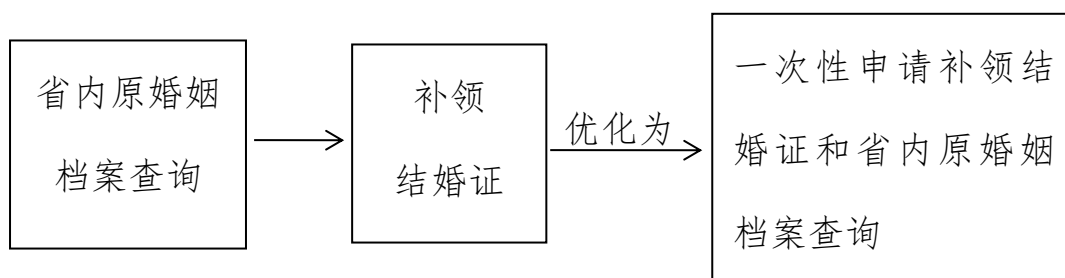 省内原婚姻
档案查询
补领
结婚证
优化为
一次性申请补领结
婚证和省内原婚姻
档案查询